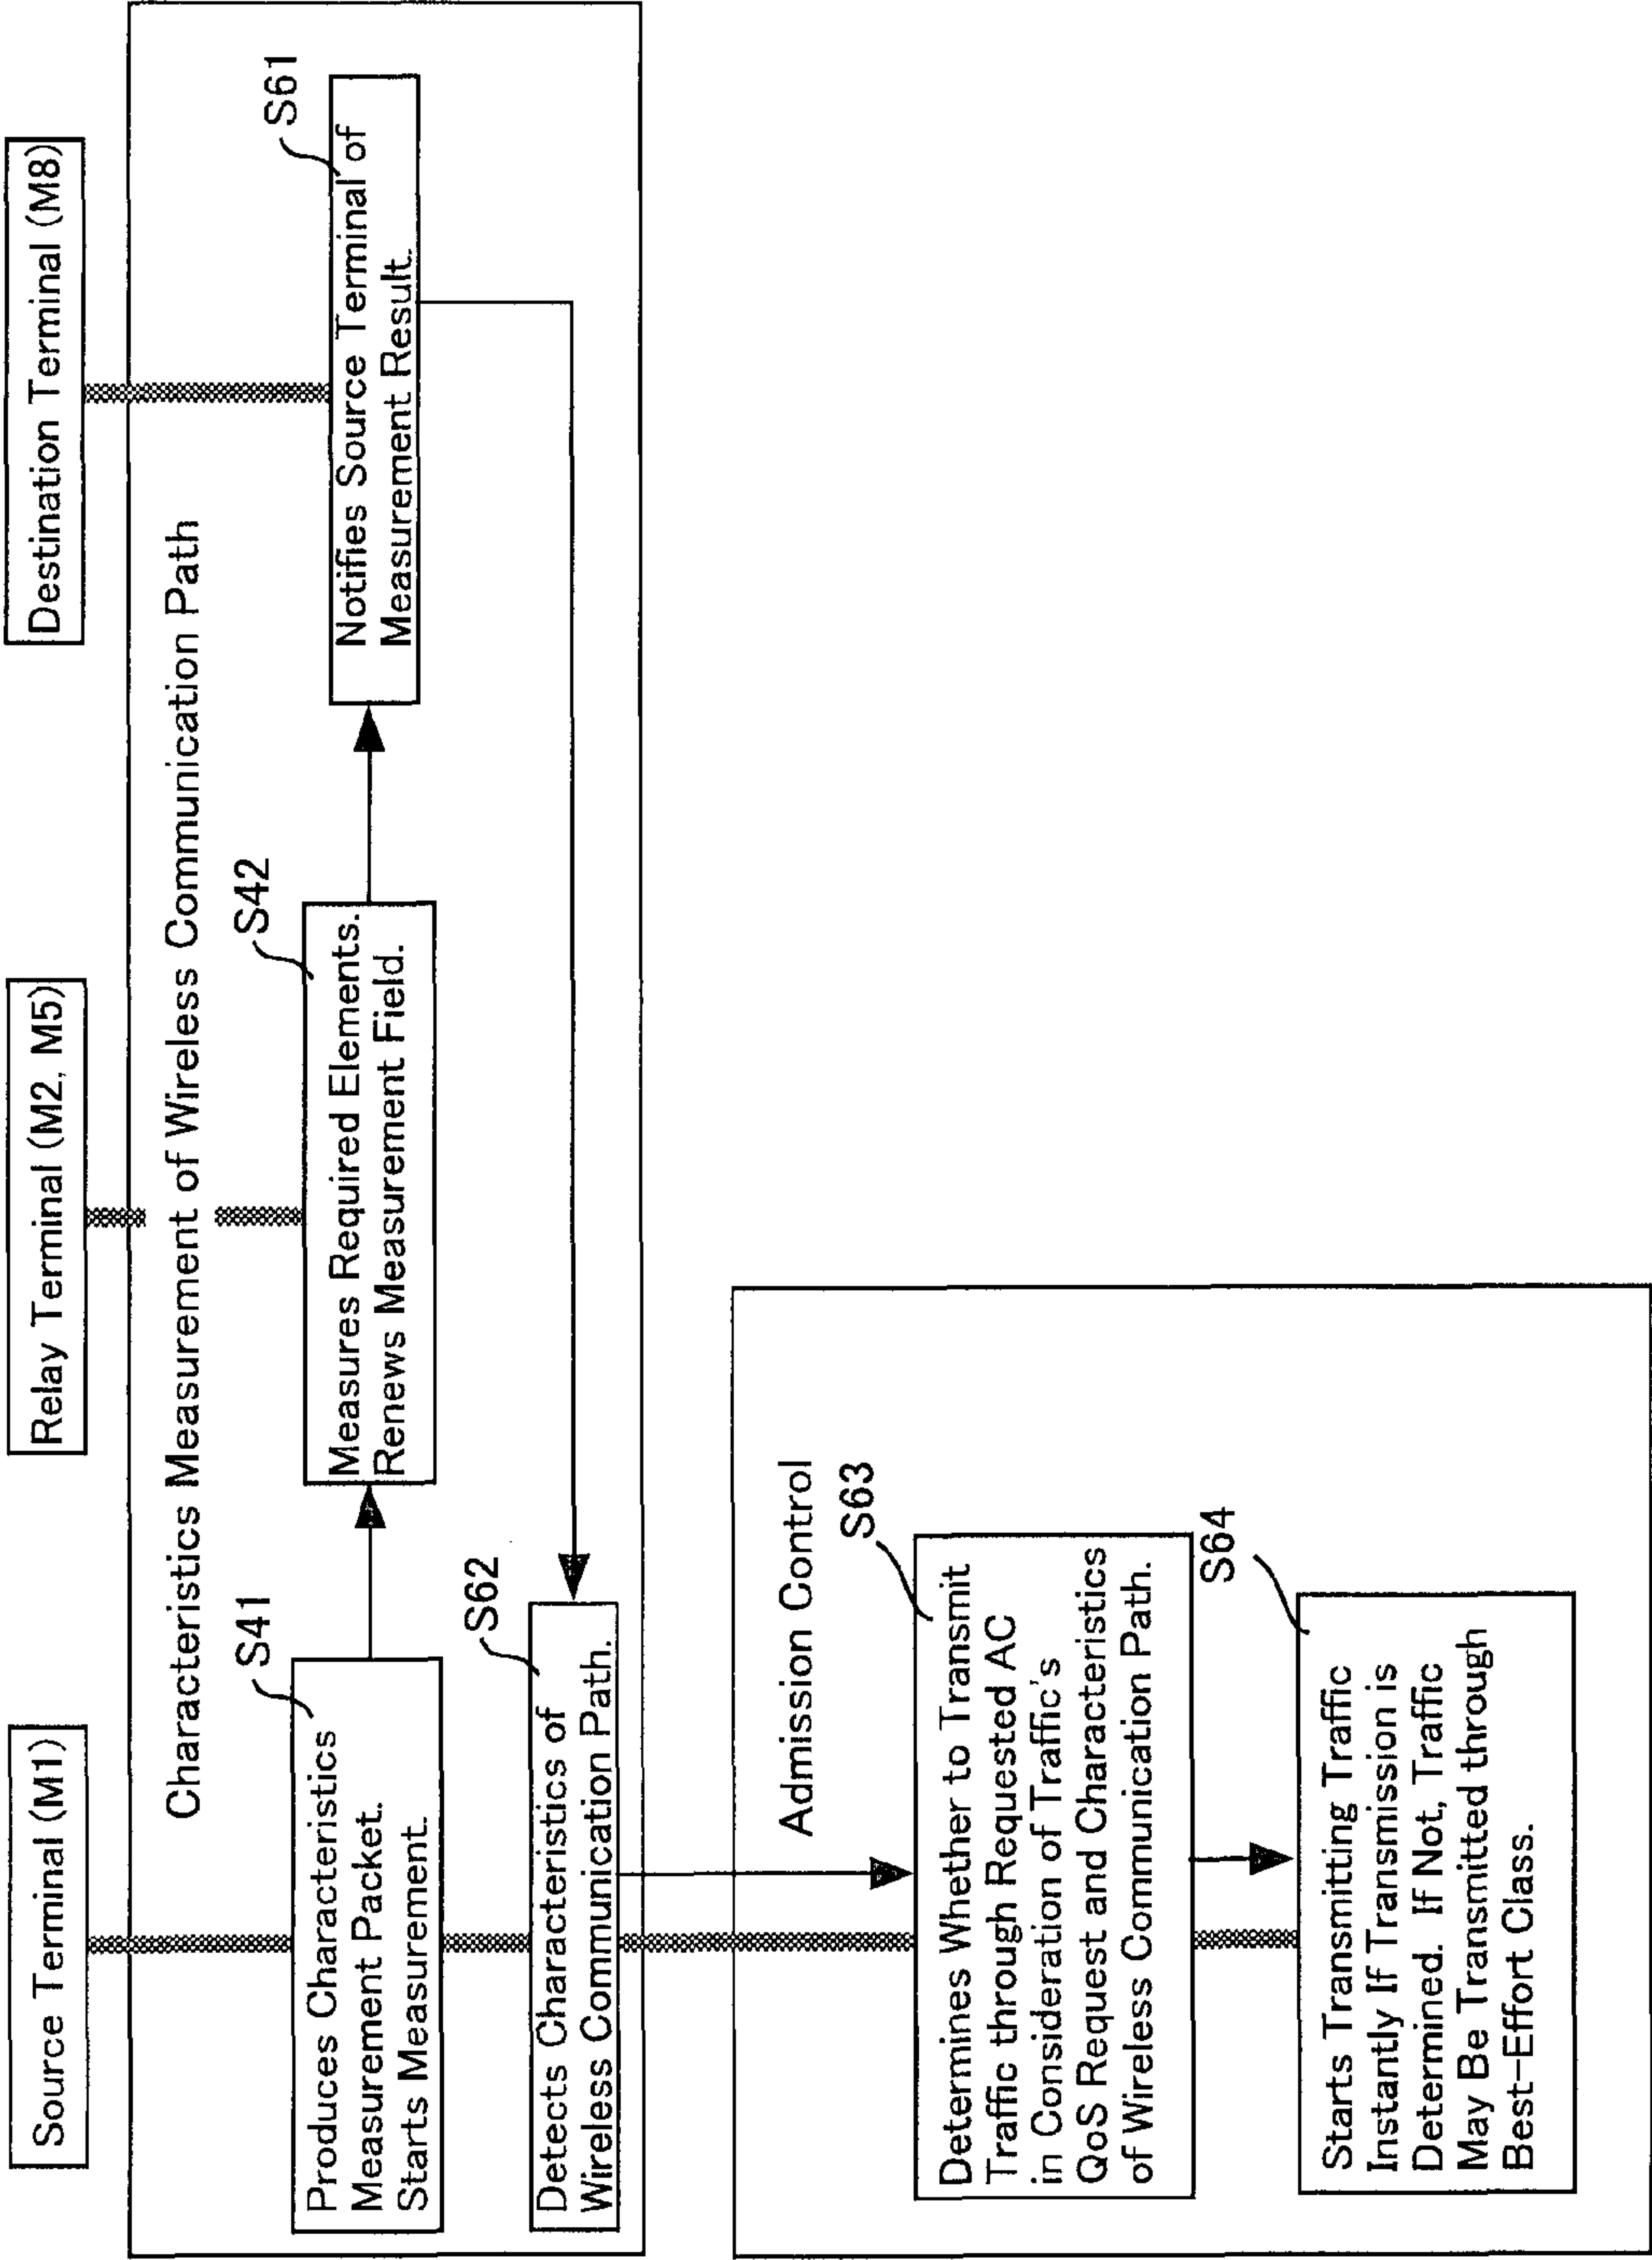 Source Terminal (M1)
Relay Terminal (M2, M5)
Destination Terminal (M8)
Characteristics Measurement of Wireless Communication Path
S41
Produces Characteristics
Measurement Packet.
Starts Measurement.
S42
Measures Required Elements.
Renews Measurement Field.
S61
Notifies Source Terminal of
Measurement Result.
S62
Detects Characteristics of
Wireless Communication Path.
Admission Control
S63
Determines Whether to Transmit
Traffic through Requested AC
in Consideration of Traffic's
QoS Request and Characteristics
of Wireless Communication Path.
S64
Starts Transmitting Traffic
Instantly If Transmission is
Determined. If Not, Traffic
May Be Transmitted through
Best-Effort Class.